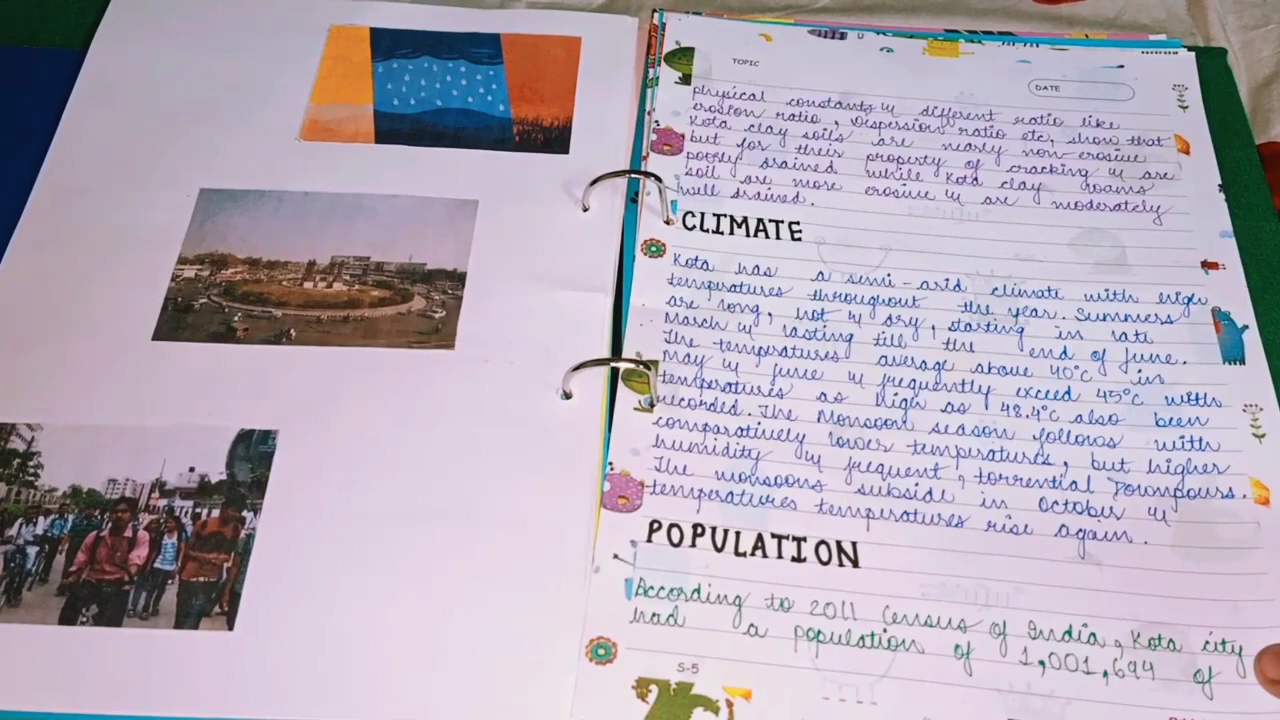 TOPIC
DATE
physical constants & different ratio like
erosion ratio, Dispersion ratio etc, show that
Kota clay soils are nearly non-erosive
but for their property of cracking & are
poorly drained while Kota clay loams
soil are more erosive & are moderately
well drained.
CLIMATE
Kota has a semi-arid climate with high
temperatures throughout the year. Summers
are long, hot & dry, starting in late
March & lasting till the end of June.
The temperatures average above 40°C in
May & June & frequently exceed 45°C with
temperatures as high as 48.4°C also been
recorded. The Monsoon season follows with
comparatively lower temperatures, but higher
humidity & frequent, torrential Downpours.
The monsoons subside in October &
temperatures temperatures rise again.
POPULATION
According to 2011 Census of India, Kota city
had a population of 1,001,694 of
S-5